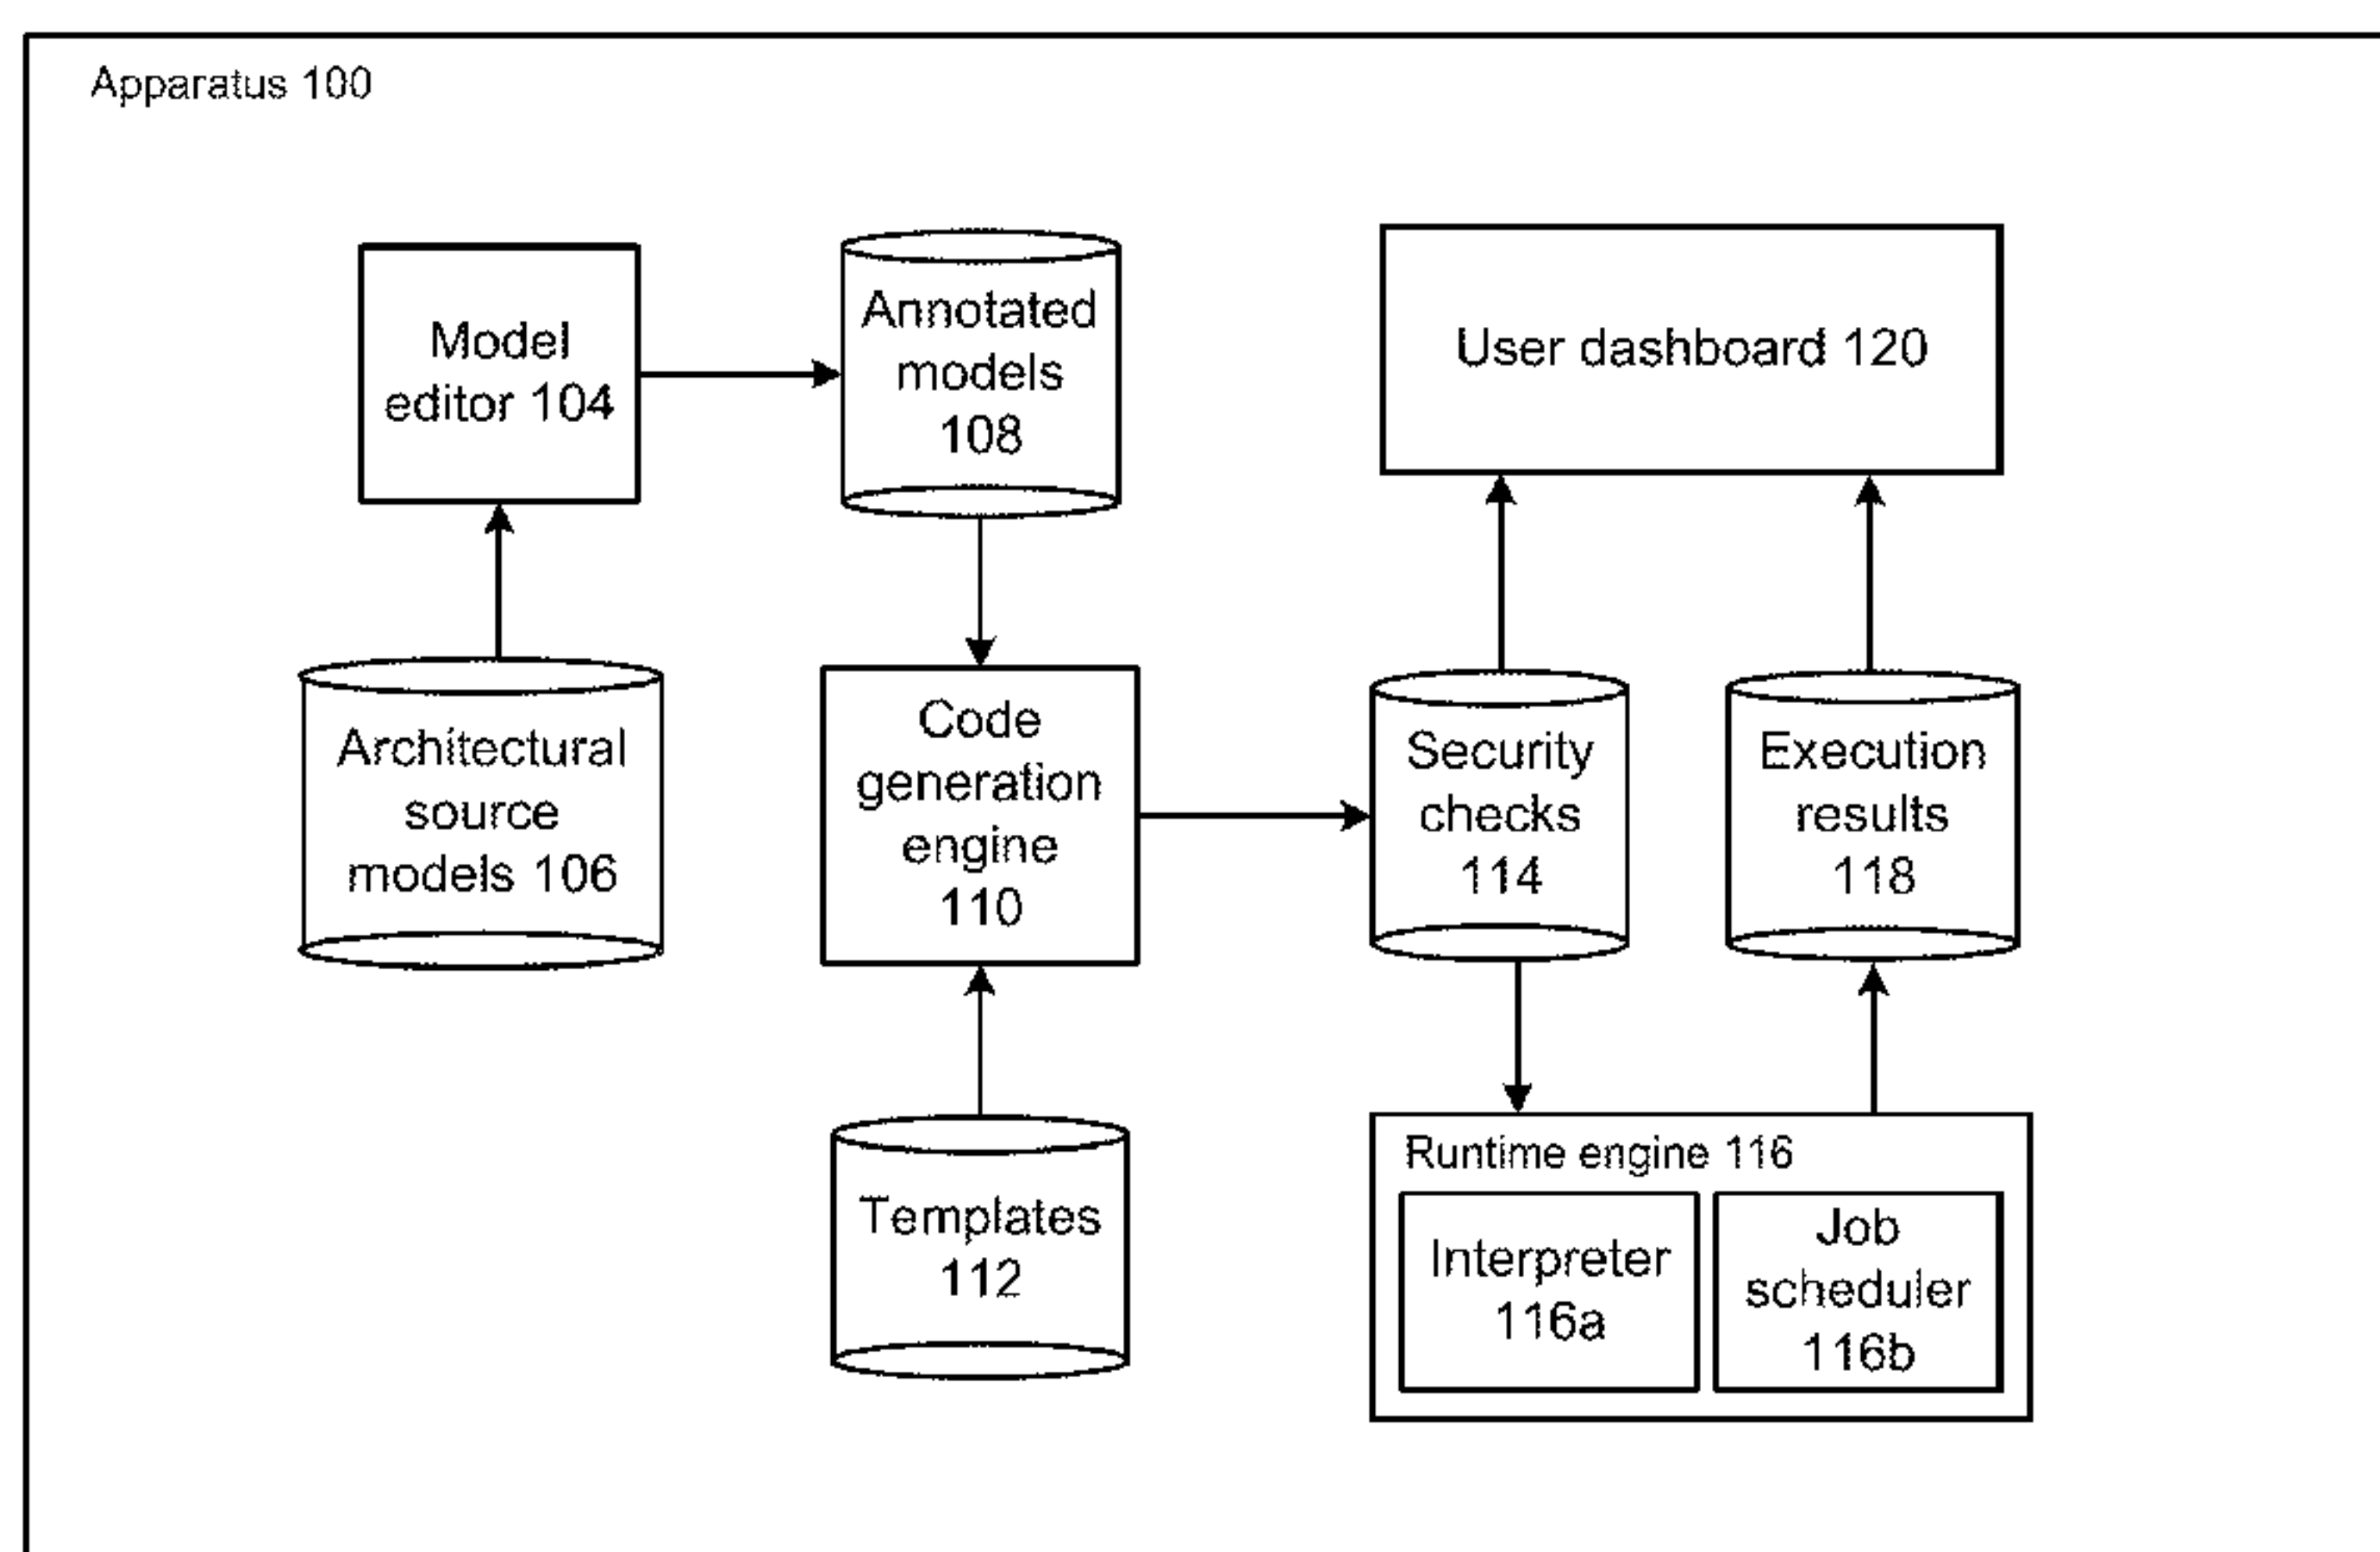 Apparatus 100
Model
editor 104
Annotated
models
108
User dashboard 120
Architectural
source
models 106
Code
generation
engine
110
Security
checks
114
Execution
results
118
Templates
112
Runtime engine 116
Interpreter
116a
Job
scheduler
116b